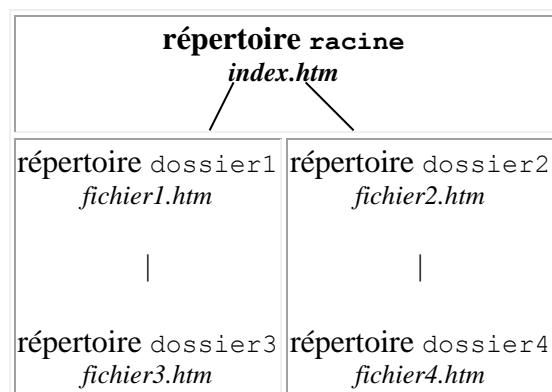 répertoire racine
index.htm
répertoire dossier1
fichier1.htm
répertoire dossier2
fichier2.htm
|
|
répertoire dossier3
fichier3.htm
répertoire dossier4
fichier4.htm